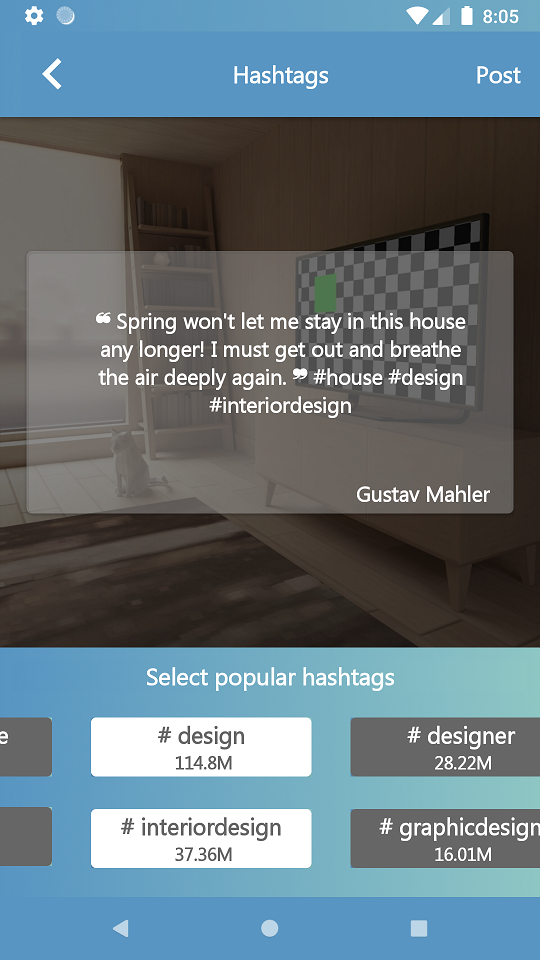 8:05
Hashtags
Post
❝ Spring won't let me stay in this house
any longer! I must get out and breathe
the air deeply again. ❞ #house #design
#interiordesign
Gustav Mahler
Select popular hashtags
e
# design
# designer
114.8M
28.22M
# interiordesign
# graphicdesign
37.36M
16.01M